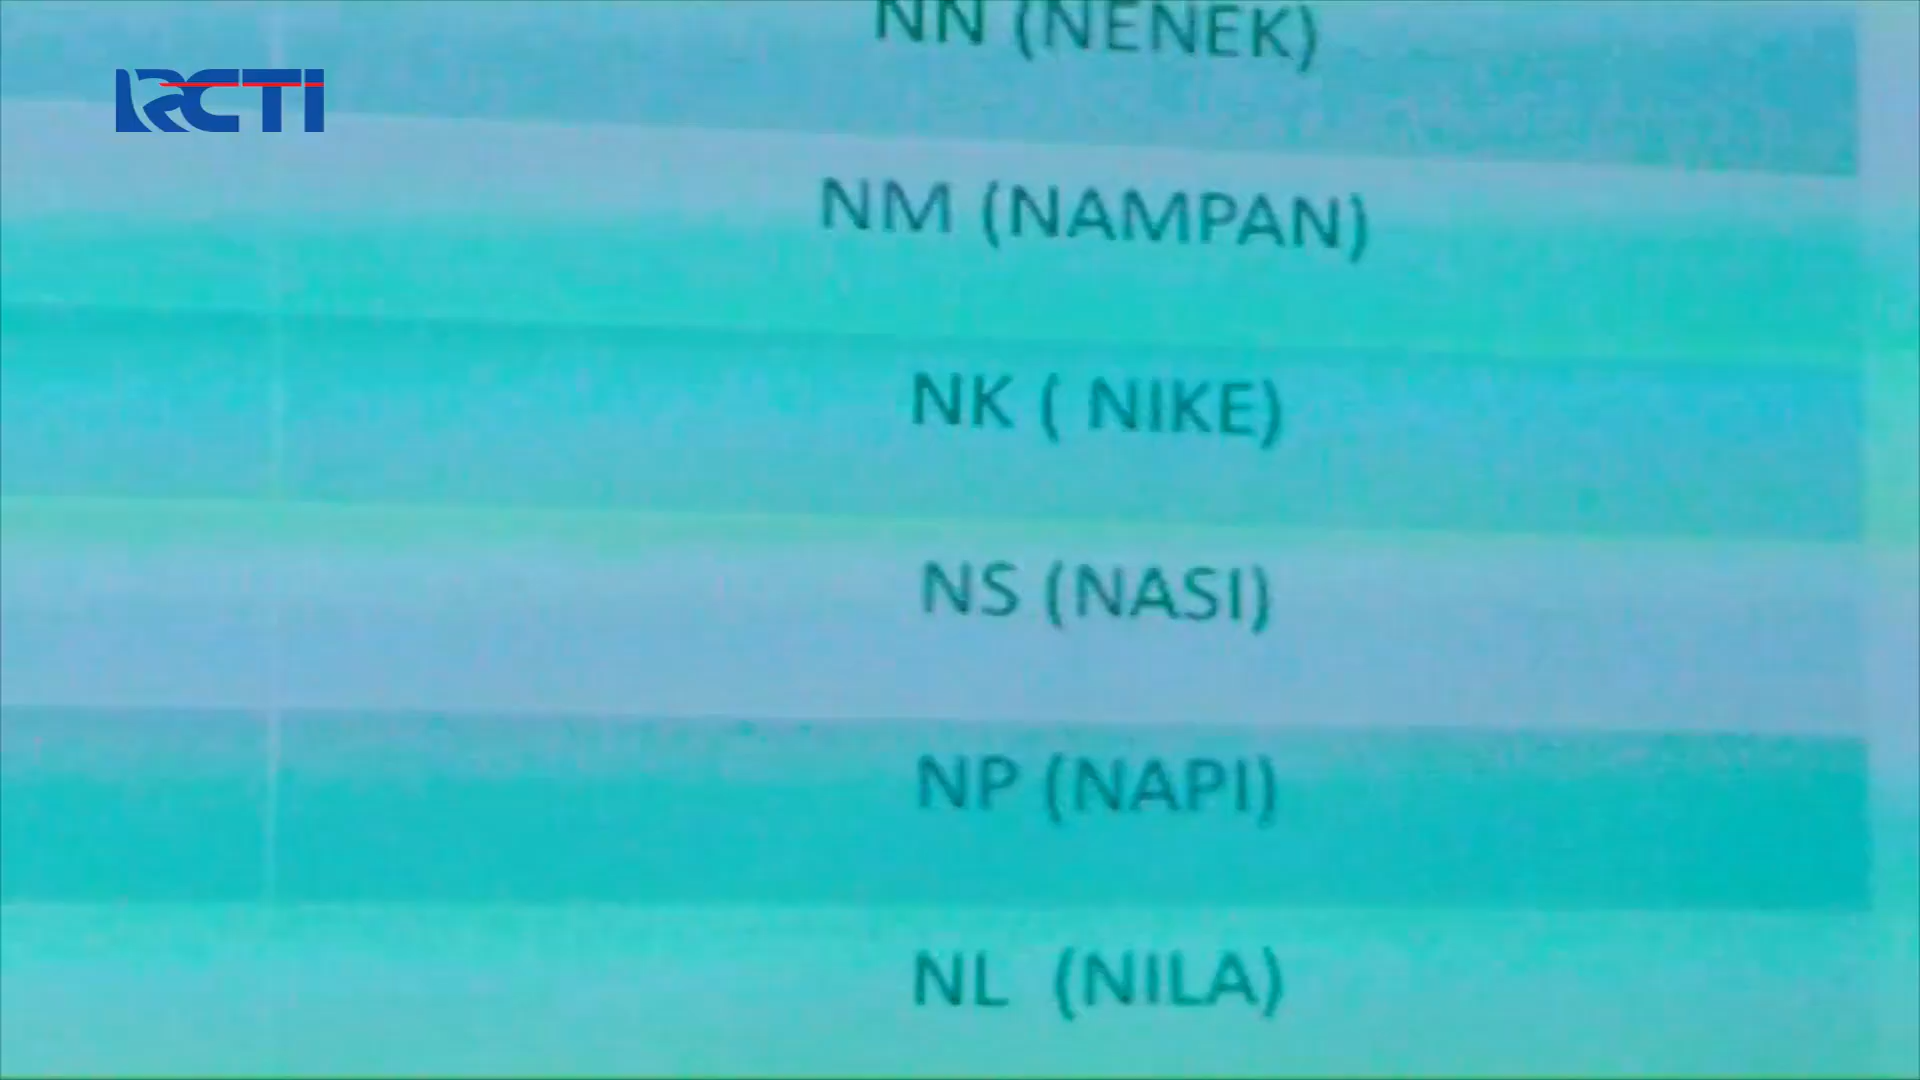 NN (NENEK)
RCTI
NM (NAMPAN)
NK ( NIKE)
NS (NASI)
NP (NAPI)
NL (NILA)